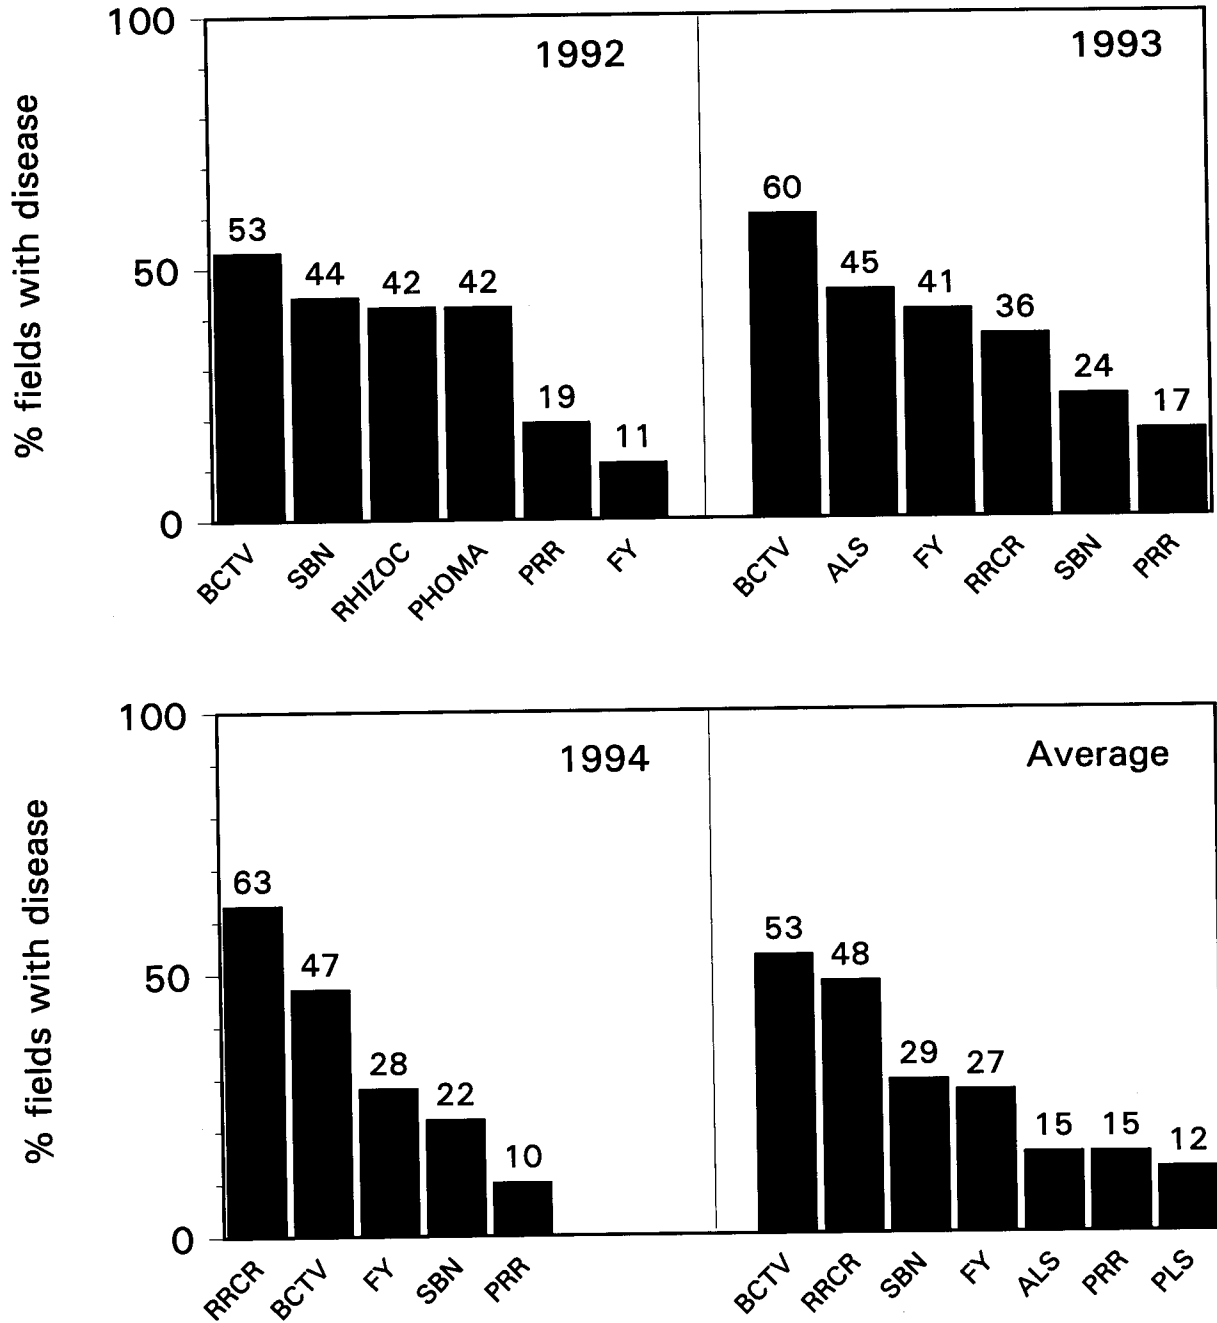 100
50
0
% fields with disease
1992
53
44
42
42
19
11
BCTV
SBN
RHIZOC
PHOMA
PRR
FY
1993
60
45
41
36
24
17
BCTV
ALS
FY
RRCR
SBN
PRR
100
50
0
% fields with disease
1994
63
47
28
22
10
RRCR
BCTV
FY
SBN
PRR
Average
53
48
29
27
15
15
12
BCTV
RRCR
SBN
FY
ALS
PRR
PLS